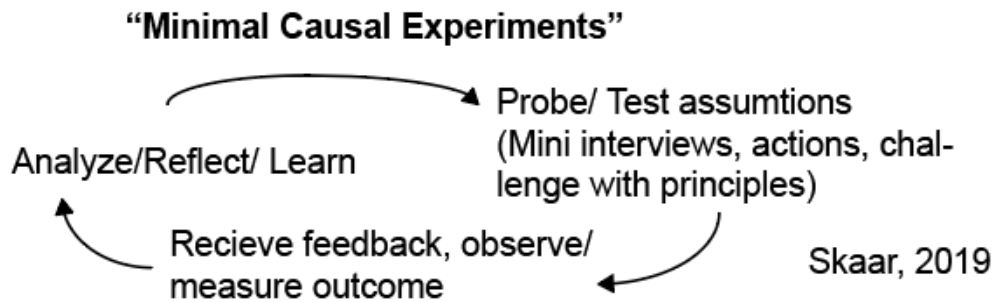 “Minimal Causal Experiments”
Probe/ Test assumtions
(Mini interviews, actions, chal-
lenge with principles)
Analyze/Reflect/ Learn
Recieve feedback, observe/
measure outcome
Skaar, 2019